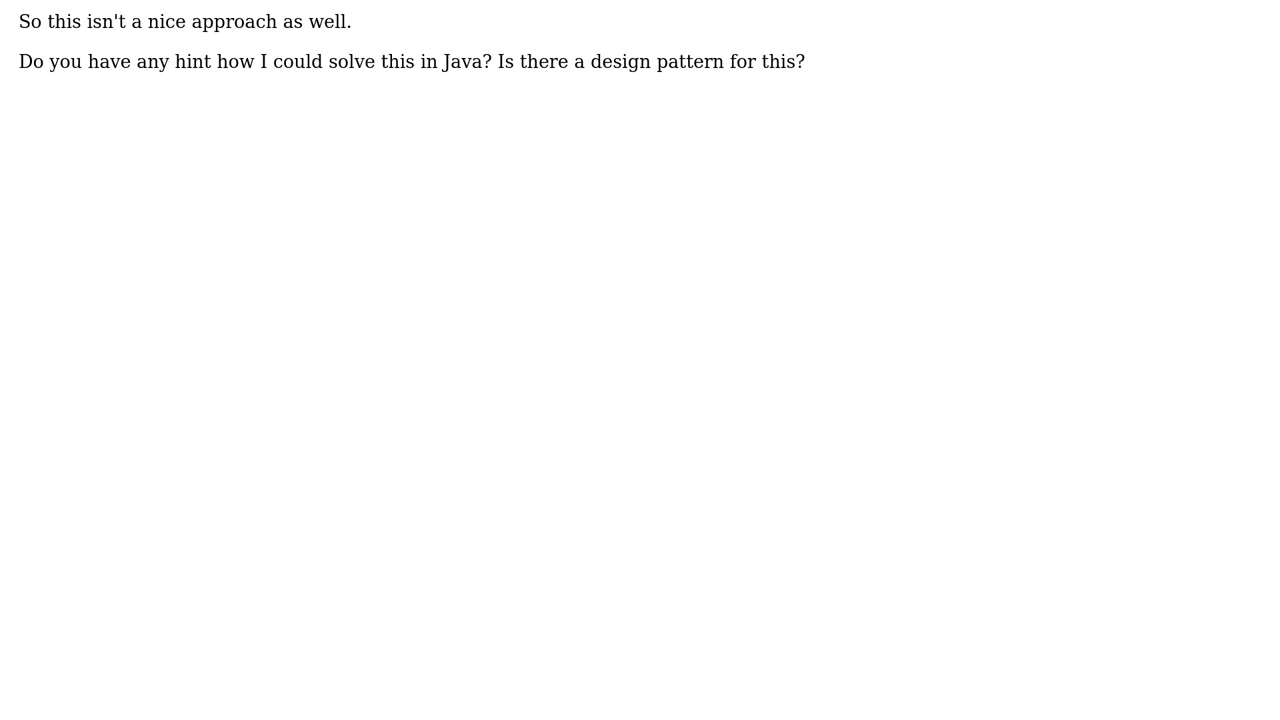 So this isn't a nice approach as well.
Do you have any hint how I could solve this in Java? Is there a design pattern for this?